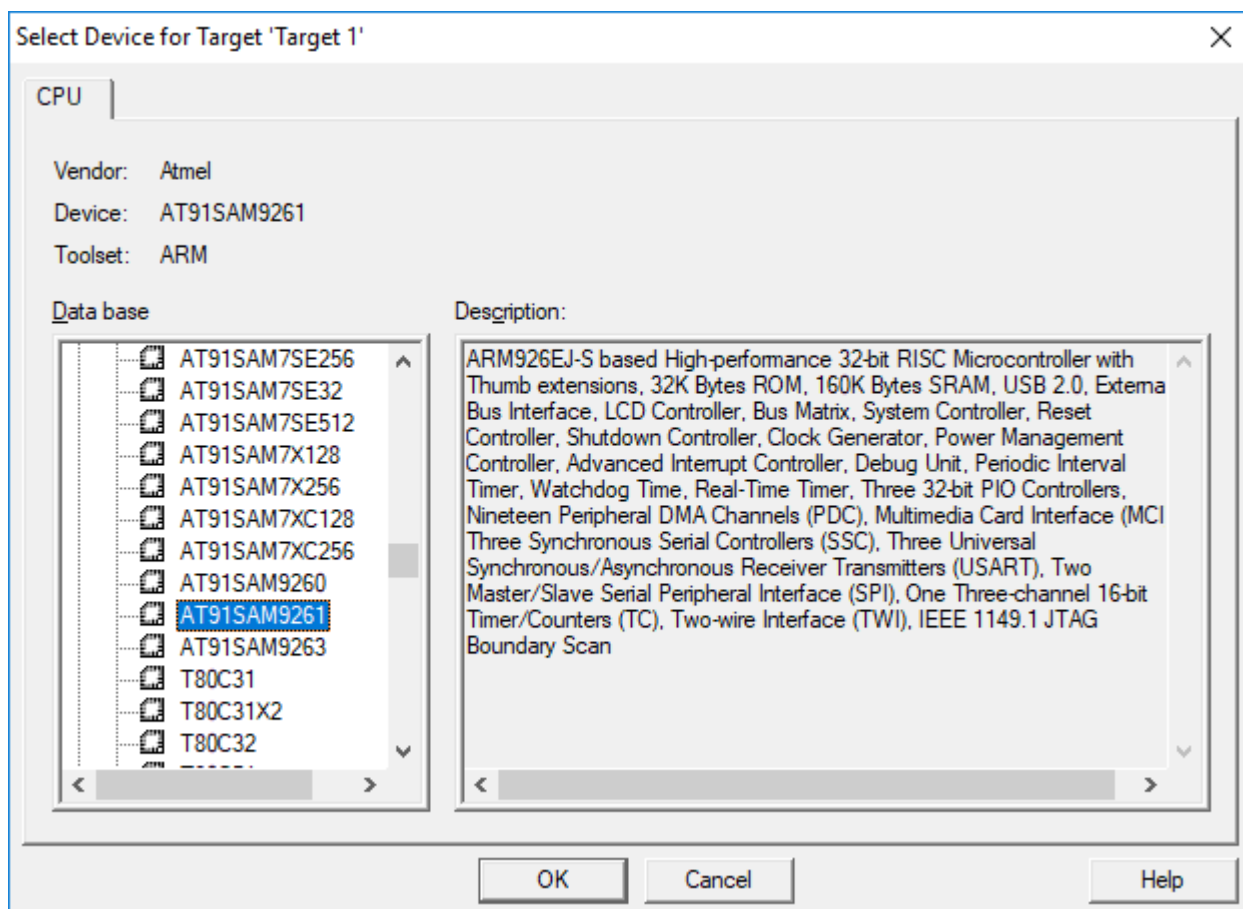 Select Device for Target 'Target 1'
CPU
Vendor: Atmel
Device: AT91SAM9261
Toolset: ARM
Data base
Description:
AT91SAM7SE256
AT91SAM7SE32
AT91SAM7SE512
AT91SAM7X128
AT91SAM7X256
AT91SAM7XC128
AT91SAM7XC256
AT91SAM9260
AT91SAM9261
AT91SAM9263
T80C31
T80C31X2
T80C32
ARM926EJ-S based High-performance 32-bit RISC Microcontroller with
Thumb extensions, 32K Bytes ROM, 160K Bytes SRAM, USB 2.0, Externa
Bus Interface, LCD Controller, Bus Matrix, System Controller, Reset
Controller, Shutdown Controller, Clock Generator, Power Management
Controller, Advanced Interrupt Controller, Debug Unit, Periodic Interval
Timer, Watchdog Time, Real-Time Timer, Three 32-bit PIO Controllers,
Nineteen Peripheral DMA Channels (PDC), Multimedia Card Interface (MCI
Three Synchronous Serial Controllers (SSC), Three Universal
Synchronous/Asynchronous Receiver Transmitters (USART), Two
Master/Slave Serial Peripheral Interface (SPI), One Three-channel 16-bit
Timer/Counters (TC), Two-wire Interface (TWI), IEEE 1149.1 JTAG
Boundary Scan
OK
Cancel
Help